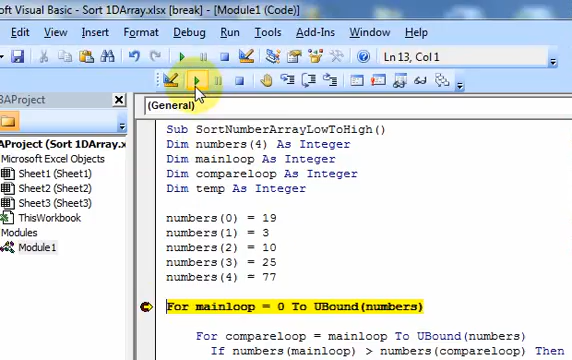 oft Visual Basic - Sort 1DArray.xlsx [break] - [Module1 (Code)]
Edit View Insert Format Debug Run Tools Add-Ins Window Help
Ln 13, Col 1
BAProject
(General)
AProject (Sort 1DArray.x
Microsoft Excel Objects
Sheet1 (Sheet1)
Sheet2 (Sheet2)
Sheet3 (Sheet3)
ThisWorkbook
Modules
Module1
Sub SortNumberArrayLowToHigh()
Dim numbers(4) As Integer
Dim mainloop As Integer
Dim compareloop As Integer
Dim temp As Integer
numbers(0) = 19
numbers(1) = 3
numbers(2) = 10
numbers(3) = 25
numbers(4) = 77
For mainloop = 0 To UBound(numbers)
For compareloop = mainloop To UBound(numbers)
If numbers(mainloop) > numbers(compareloop) Then